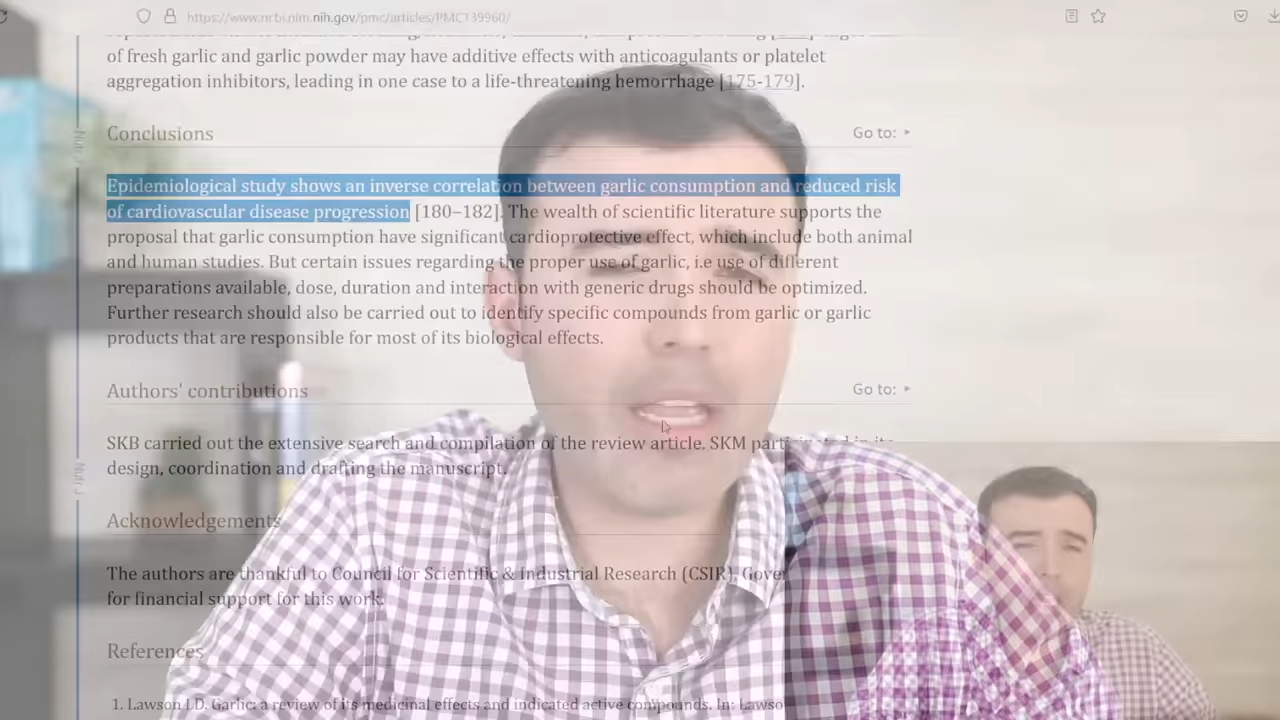 https://www.ncbi.nlm.nih.gov/pmc/articles/PMC139960/
of fresh garlic and garlic powder may have additive effects with anticoagulants or platelet
aggregation inhibitors, leading in one case to a life-threatening hemorrhage [175-179].
Conclusions
Go to:
Epidemiological study shows an inverse correlation between garlic consumption and reduced risk
of cardiovascular disease progression [180–182]. The wealth of scientific literature supports the
proposal that garlic consumption have significant cardioprotective effect, which include both animal
and human studies. But certain issues regarding the proper use of garlic, i.e use of different
preparations available, dose, duration and interaction with generic drugs should be optimized.
Further research should also be carried out to identify specific compounds from garlic or garlic
products that are responsible for most of its biological effects.
Authors' contributions
Go to:
SKB carried out the extensive search and compilation of the review article. SKM participated in its
design, coordination and drafting the manuscript.
Acknowledgements
The authors are thankful to Council for Scientific & Industrial Research (CSIR), Gover
for financial support for this work.
References
1. Lawson LD. Garlic: a review of its medicinal effects and indicated active compounds. In: Lawso